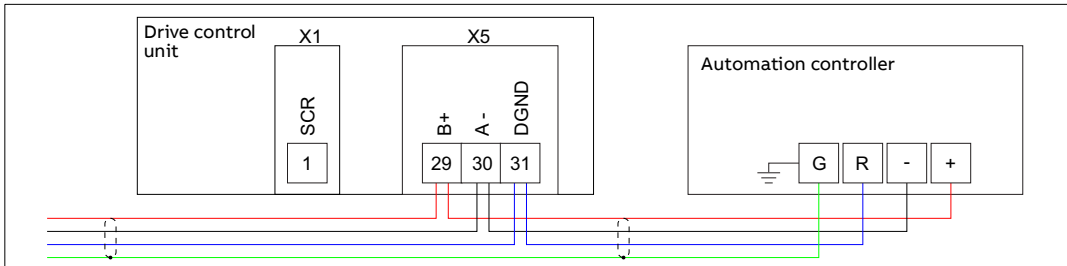 Drive control
unit
X1
X5
Automation controller
SCR
B+
A -
DGND
1
29
30
31
G
R
-
+